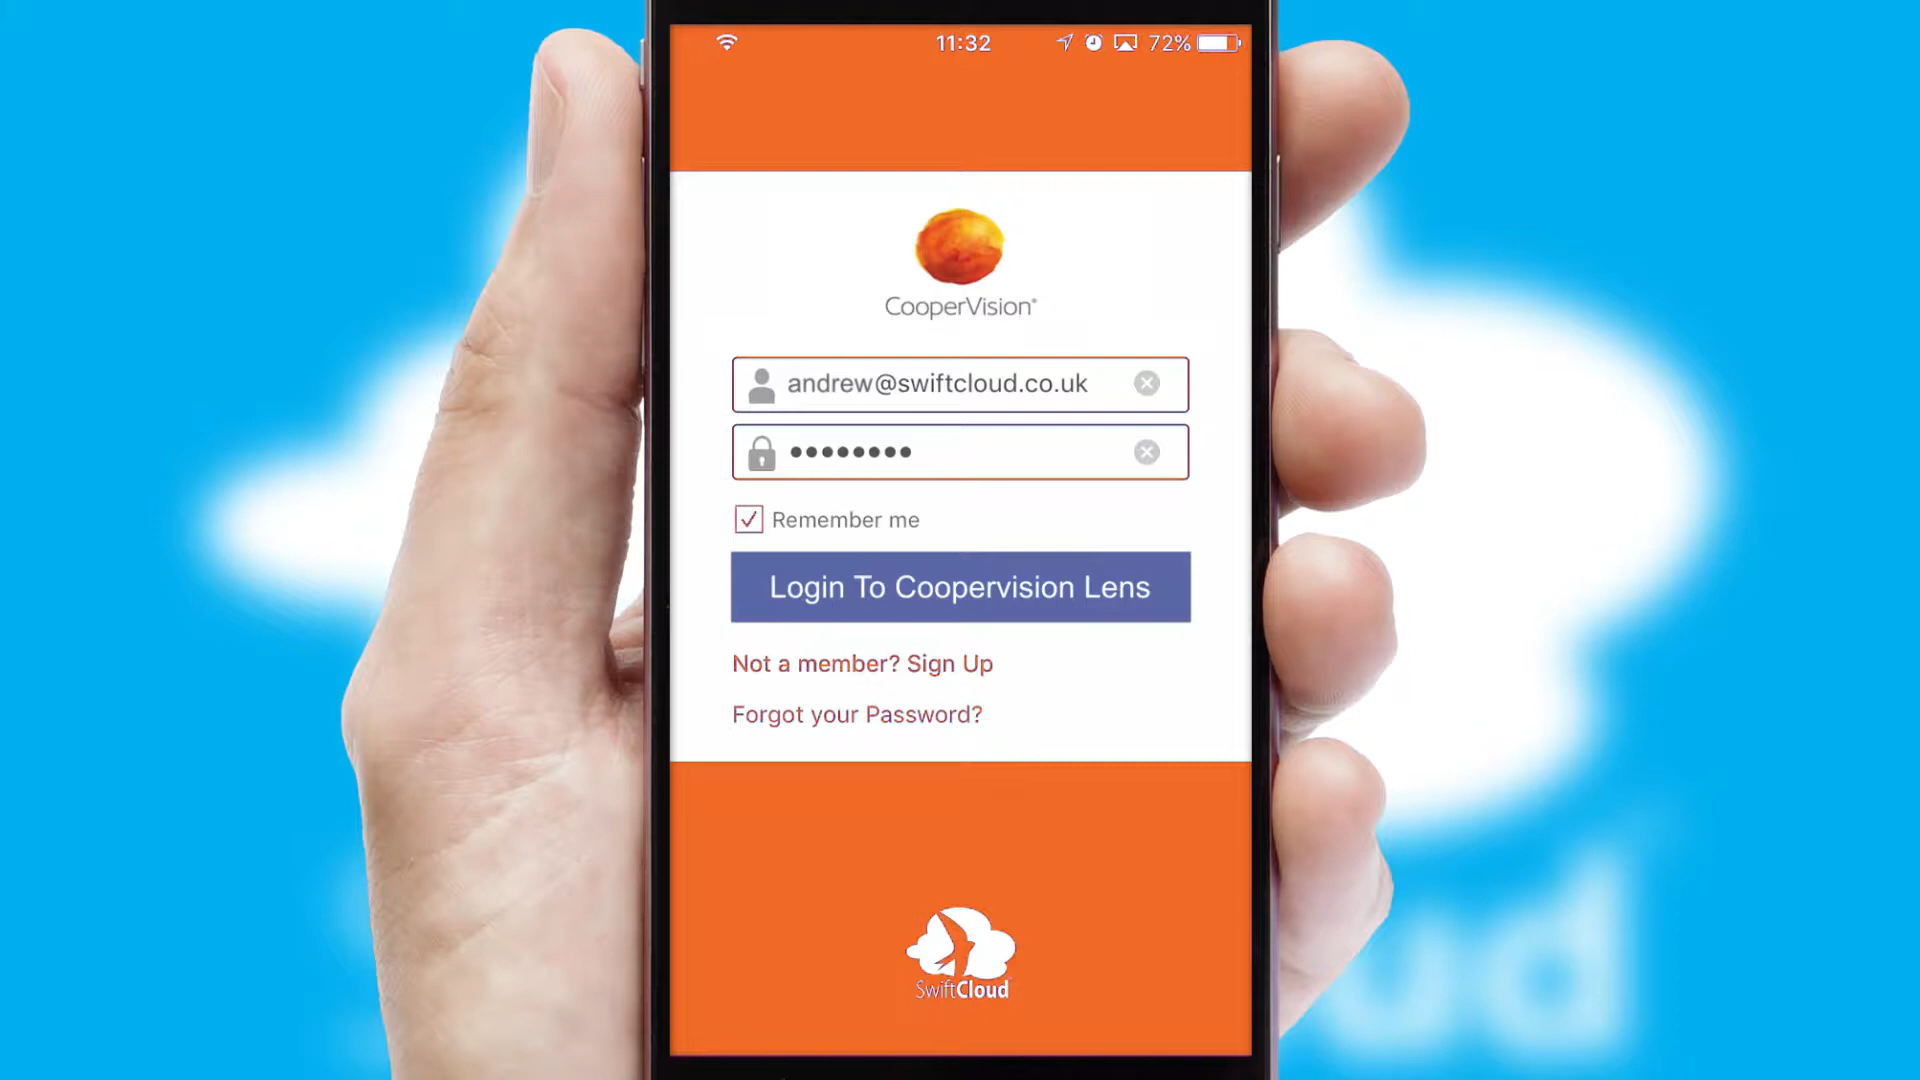 11:32
72%
CooperVision®
andrew@swiftcloud.co.uk
••••••••
Remember me
Login To Coopervision Lens
Not a member? Sign Up
Forgot your Password?
SwiftCloud
ud